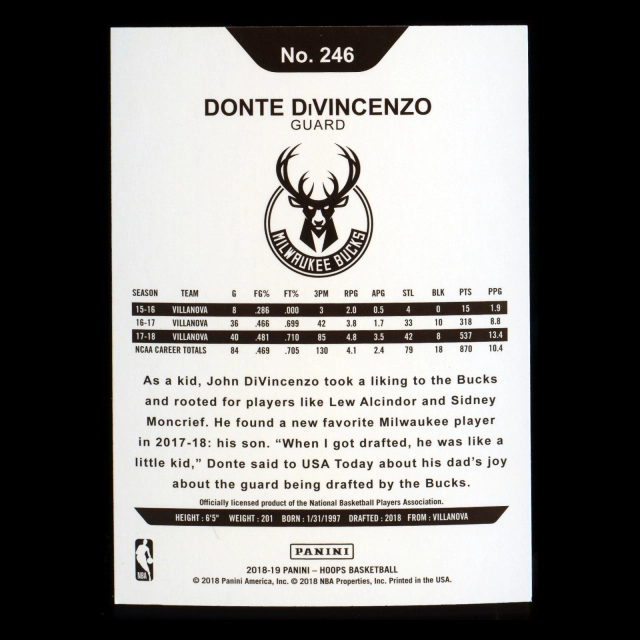 No. 246
DONTE DiVINCENZO
GUARD
MILWAUKEE BUCKS
SEASON TEAM G FG% FT% 3PM RPG APG STL BLK PTS PPG
15-16 VILLANOVA 8 .286 .000 3 2.0 0.5 4 0 15 1.9
16-17 VILLANOVA 36 .466 .699 42 3.8 1.7 33 10 318 8.8
17-18 VILLANOVA 40 .481 .710 85 4.8 3.5 42 8 537 13.4
NCAA CAREER TOTALS 84 .469 .705 130 4.1 2.4 79 18 870 10.4
As a kid, John DiVincenzo took a liking to the Bucks
and rooted for players like Lew Alcindor and Sidney
Moncrief. He found a new favorite Milwaukee player
in 2017-18: his son. “When I got drafted, he was like a
little kid,” Donte said to USA Today about his dad’s joy
about the guard being drafted by the Bucks.
Officially licensed product of the National Basketball Players Association.
HEIGHT: 6'5" WEIGHT: 201 BORN: 1/31/1997 DRAFTED: 2018 FROM: VILLANOVA
NBA
PANINI
2018-19 PANINI – HOOPS BASKETBALL
© 2018 Panini America, Inc. © 2018 NBA Properties, Inc. Printed in the USA.